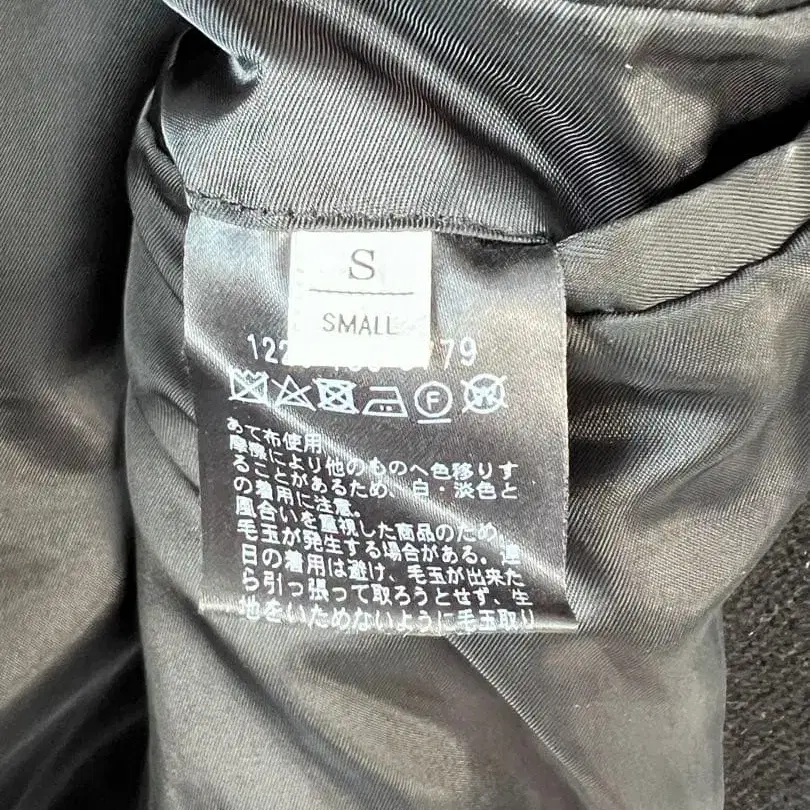 S
SMALL
あて布使用
摩擦により他のものへ色移りす
ることがあるため、白・淡色と
の着用に注意。
風合いを重視した商品のため、
毛玉が発生する場合がある。連
日の着用は避け、毛玉が出来た
ら引っ張って取ろうとせず、生
地をいためないように毛玉取り